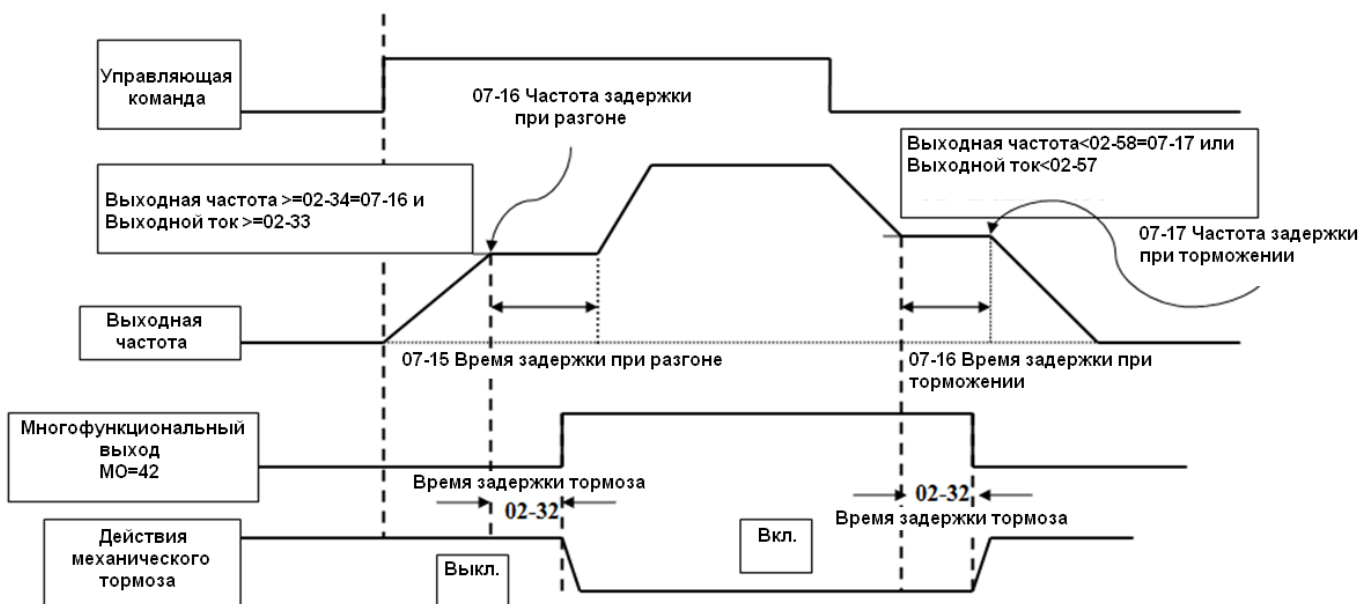 Управляющая
команда
07-16 Частота задержки
при разгоне
Выходная частота<02-58=07-17 или
Выходной ток<02-57
Выходная частота >=02-34=07-16 и
Выходной ток >=02-33
07-17 Частота задержки
при торможении
Выходная
частота
07-15 Время задержки при разгоне
07-16 Время задержки при
торможении
Многофункциональный
выход
МО=42
Время задержки тормоза
02-32
02-32
Время задержки тормоза
Действия
механического
тормоза
Выкл.
Вкл.